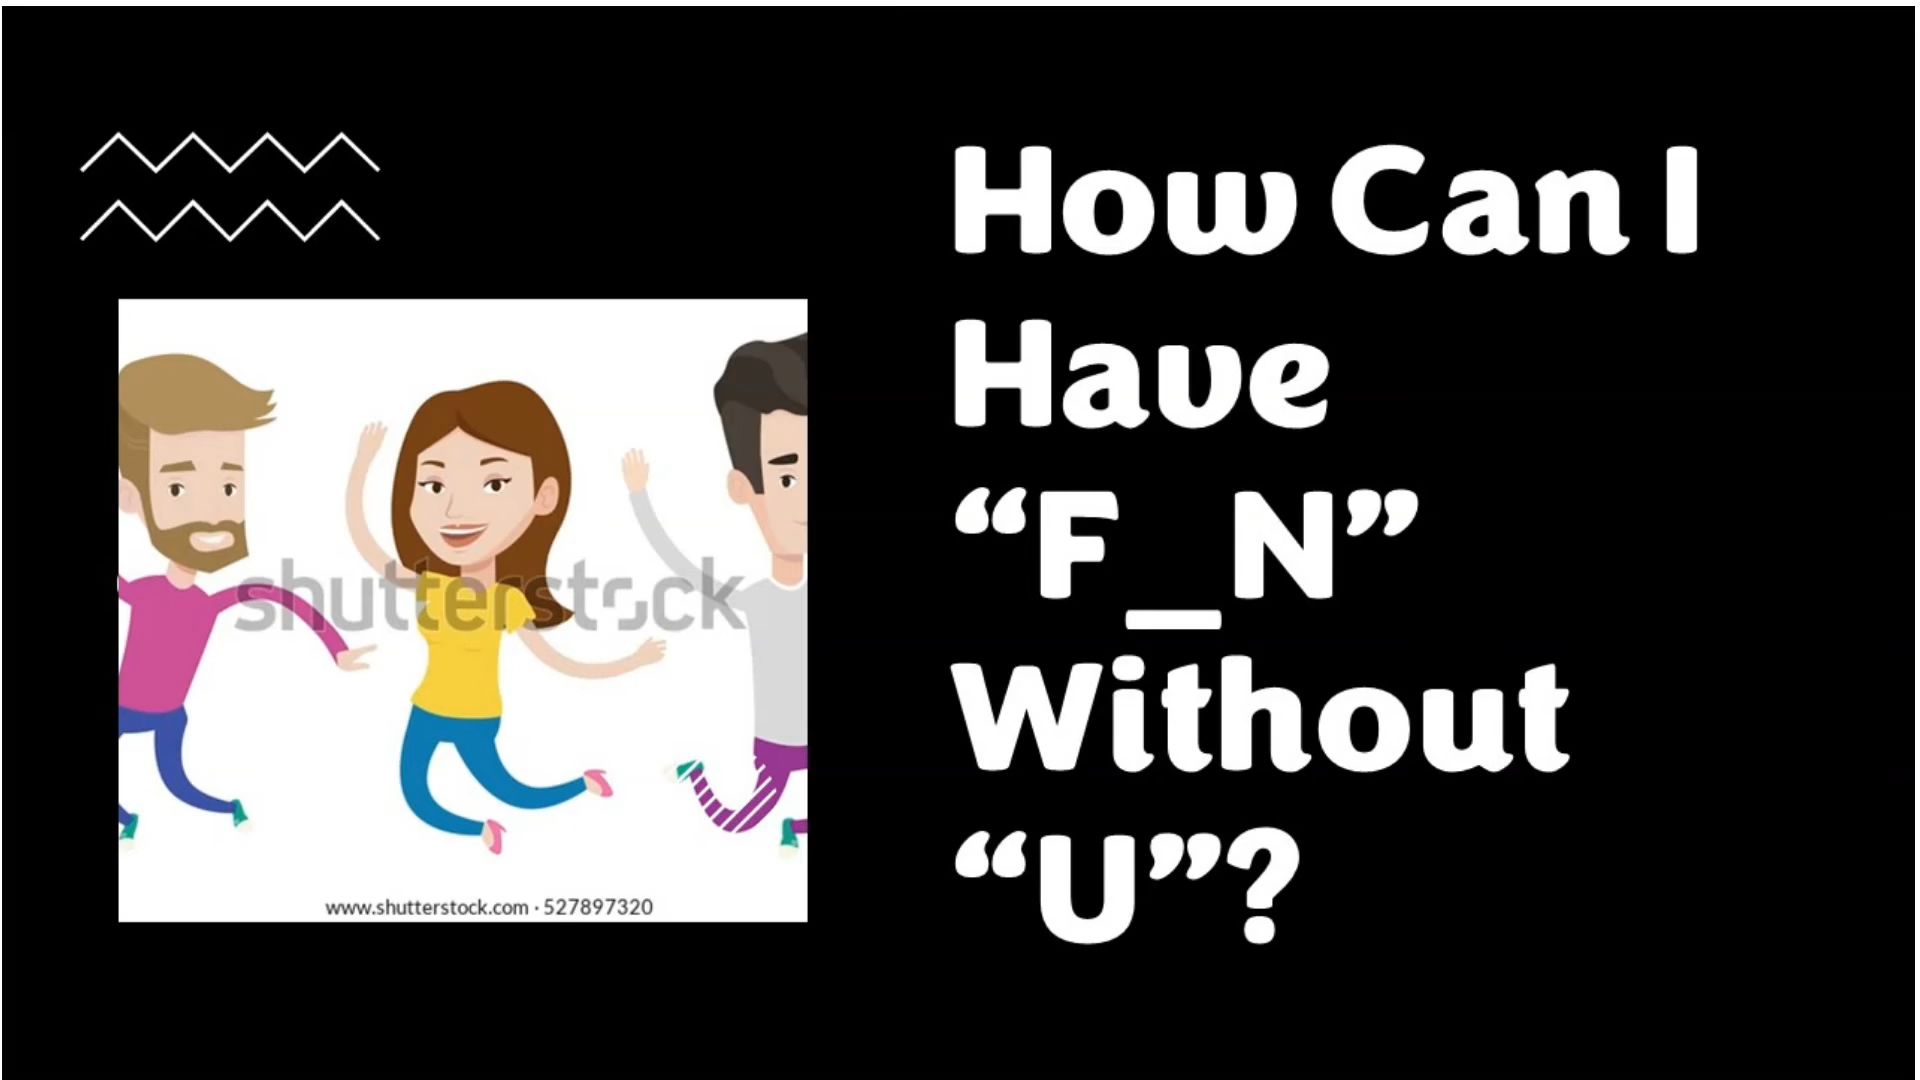 How Can I
Have
“F_N”
Without
“U”?
shutterstock
www.shutterstock.com · 527897320